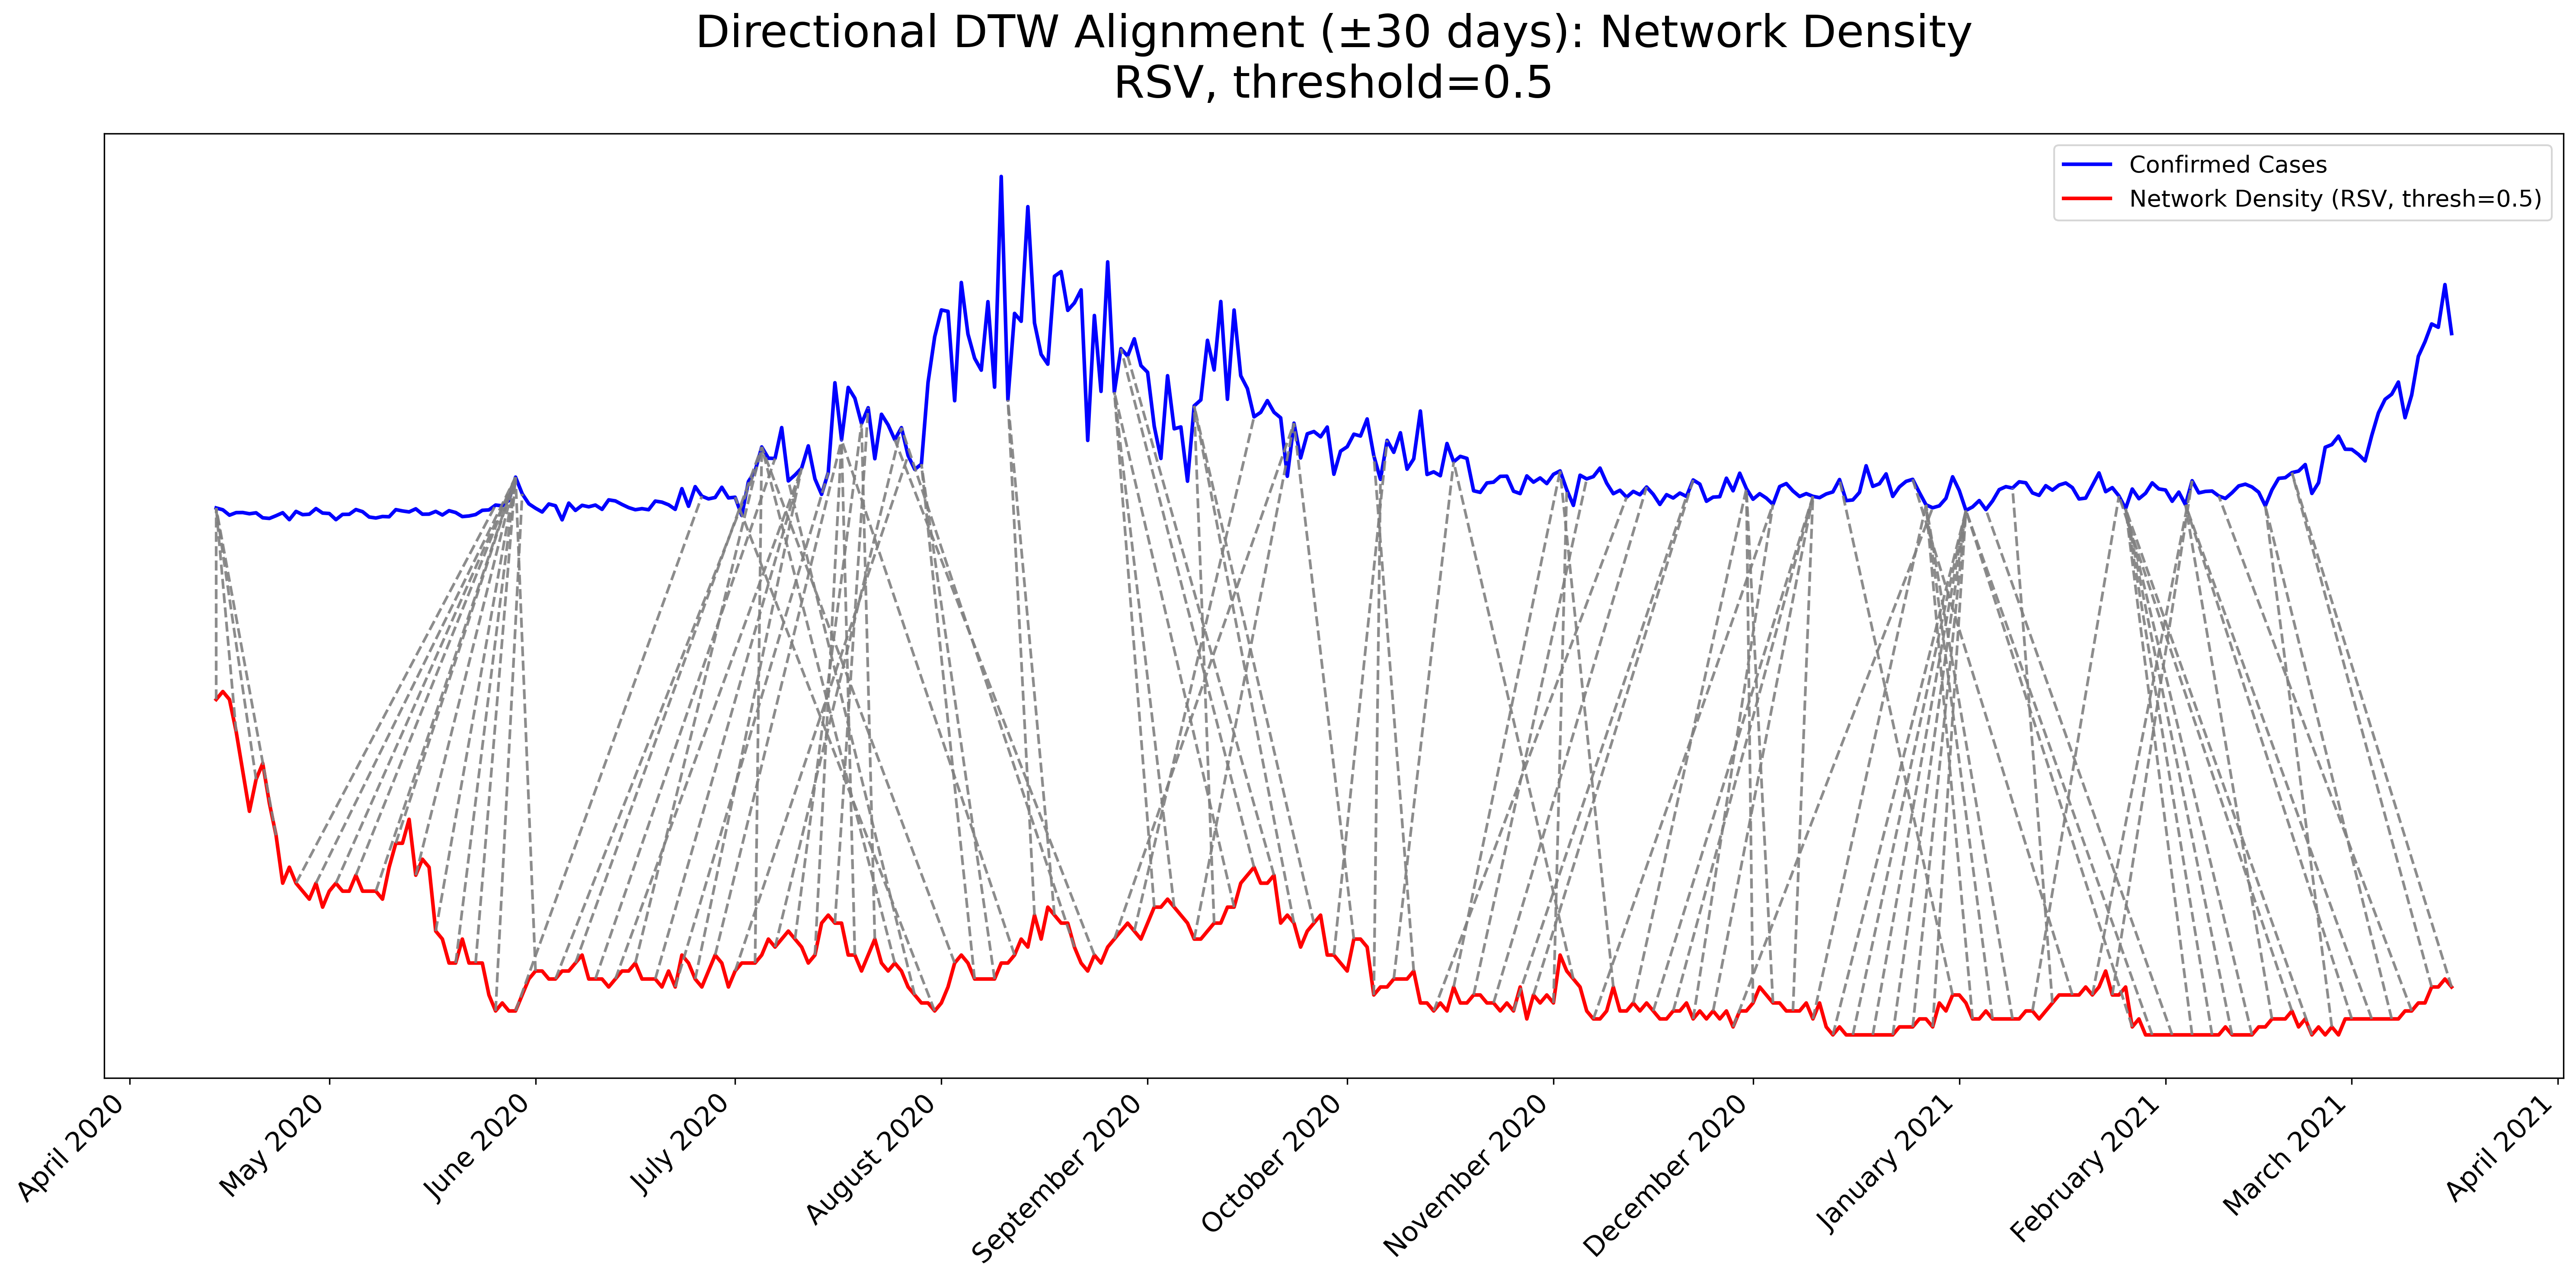 Directional DTW Alignment (±30 days): Network Density
RSV, threshold=0.5
Confirmed Cases
Network Density (RSV, thresh=0.5)
April 2020
May 2020
June 2020
July 2020
August 2020
September 2020
October 2020
November 2020
December 2020
January 2021
February 2021
March 2021
April 2021